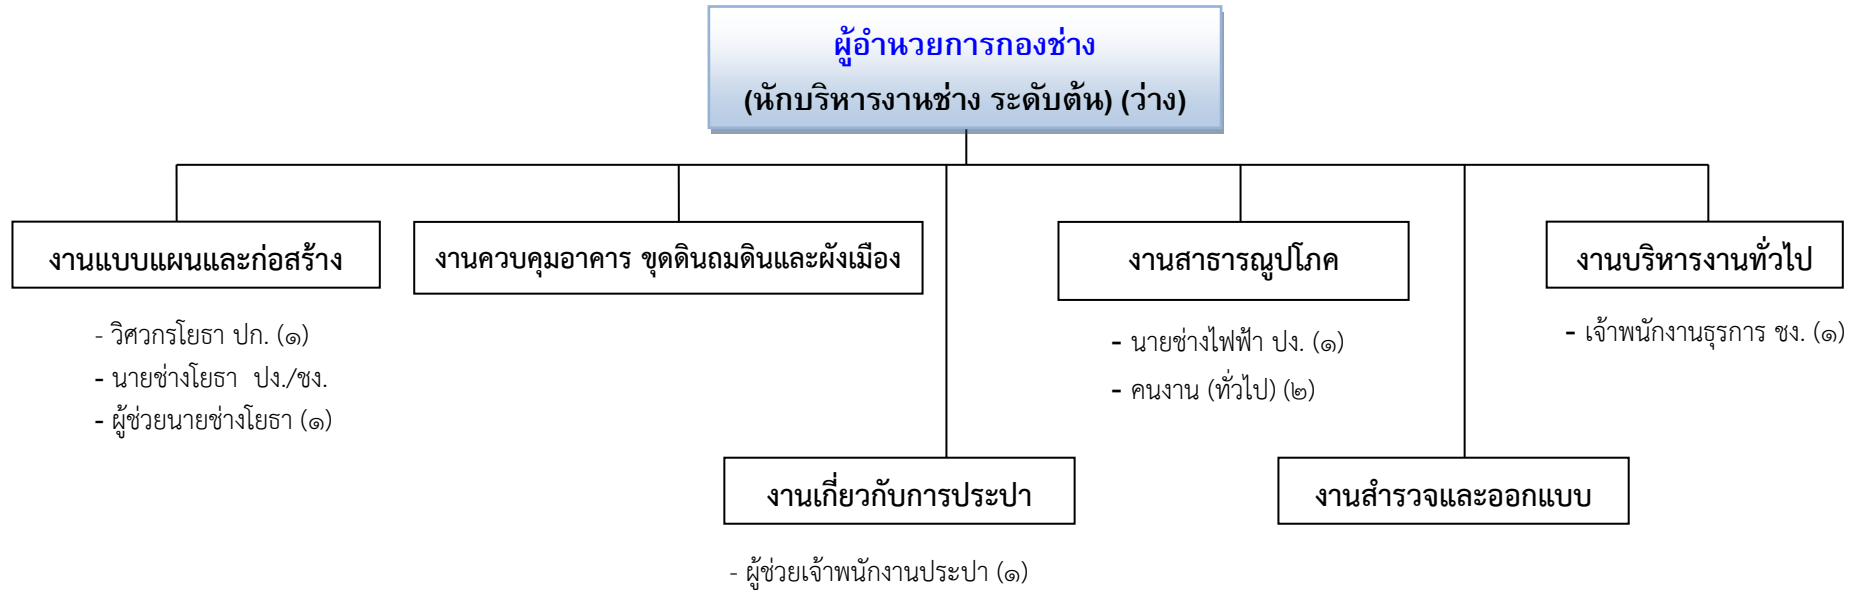 ผู้อำนวยการกองช่าง
(นักบริหารงานช่าง ระดับต้น) (ว่าง)
งานแบบแผนและก่อสร้าง
- วิศวกรโยธา ปก. (๑)
- นายช่างโยธา ปง./ชง.
- ผู้ช่วยนายช่างโยธา (๑)
งานควบคุมอาคาร ขุดดินถมดินและผังเมือง
งานสาธารณูปโภค
- นายช่างไฟฟ้า ปง. (๑)
- คนงาน (ทั่วไป) (๒)
งานบริหารงานทั่วไป
- เจ้าพนักงานธุรการ ชง. (๑)
งานเกี่ยวกับการประปา
- ผู้ช่วยเจ้าพนักงานประปา (๑)
งานสำรวจและออกแบบ